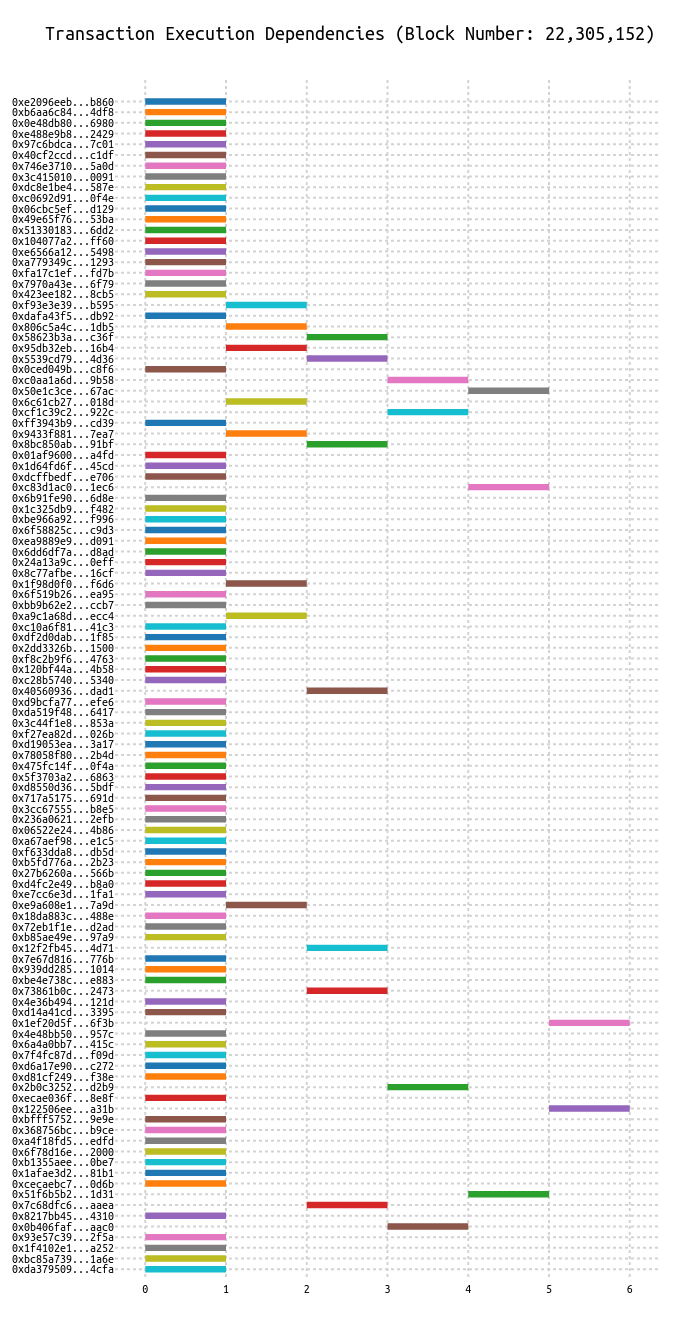 Transaction Execution Dependencies (Block Number: 22,305,152)
0xe2096eeb...b860
0xb6aa6c84...4df8
0x0e48db80...6980
0xe488e9b8...2429
0x97c6bdca...7c01
0x40cf2ccd...c1df
0x746e3710...5a0d
0x3c415010...0091
0xdc8e1be4...587e
0xc0692d91...0f4e
0x06cbc5ef...d129
0x49e65f76...53ba
0x51330183...6dd2
0x104077a2...ff60
0xe6566a12...5498
0xa779349c...1293
0xfa17c1ef...fd7b
0x7970a43e...6f79
0x423ee182...8cb5
0xf93e3e39...b595
0xdafa43f5...db92
0x806c5a4c...1db5
0x58623b3a...c36f
0x95db32eb...16b4
0x5539cd79...4d36
0x0ced049b...c8f6
0xc0aa1a6d...9b58
0x50e1c3ce...67ac
0x6c61cb27...018d
0xcf1c39c2...922c
0xff3943b9...cd39
0x9433f881...7ea7
0x8bc850ab...91bf
0x01af9600...a4fd
0x1d64fd6f...45cd
0xdcffbedf...e706
0xc83d1ac0...1ec6
0x6b91fe90...6d8e
0x1c325db9...f482
0xbe966a92...f996
0x6f58825c...c9d3
0xea9889e9...d091
0x6dd6df7a...d8ad
0x24a13a9c...0eff
0x8c77afbe...16cf
0x1f98d0f0...f6d6
0x6f519b26...ea95
0xbb9b62e2...ccb7
0xa9c1a68d...ecc4
0xc10a6f81...41c3
0xdf2d0dab...1f85
0x2dd3326b...1500
0xf8c2b9f6...4763
0x120bf44a...4b58
0xc28b5740...5340
0x40560936...dad1
0xd9bcfa77...efe6
0xda519f48...6417
0x3c44f1e8...853a
0xf27ea82d...026b
0xd19053ea...3a17
0x78058f80...2b4d
0x475fc14f...0f4a
0x5f3703a2...6863
0xd8550d36...5bdf
0x717a5175...691d
0x3cc67555...b8e5
0x236a0621...2efb
0x06522e24...4b86
0xa67aef98...e1c5
0xf633dda8...db5d
0xb5fd776a...2b23
0x27b6260a...566b
0xd4fc2e49...b8a0
0xe7cc6e3d...1fa1
0xe9a608e1...7a9d
0x18da883c...488e
0x72eb1f1e...d2ad
0xb85ae49e...97a9
0x12f2fb45...4d71
0x7e67d816...776b
0x939dd285...1014
0xbe4e738c...e883
0x73861b0c...2473
0x4e36b494...121d
0xd14a41cd...3395
0x1ef20d5f...6f3b
0x4e48bb50...957c
0x6a4a0bb7...415c
0x7f4fc87d...f09d
0xd6a17e90...c272
0xd81cf249...f38e
0x2b0c3252...d2b9
0xecae036f...8e8f
0x122506ee...a31b
0xbfff5752...9e9e
0x368756bc...b9ce
0xa4f18fd5...edfd
0x6f78d16e...2000
0xb1355aee...0be7
0x1afae3d2...81b1
0xcecaebc7...0d6b
0x51f6b5b2...1d31
0x7c68dfc6...aaea
0x8217bb45...4310
0x0b406faf...aac0
0x93e57c39...2f5a
0x1f4102e1...a252
0xbc85a739...1a6e
0xda379509...4cfa
0 1 2 3 4 5 6